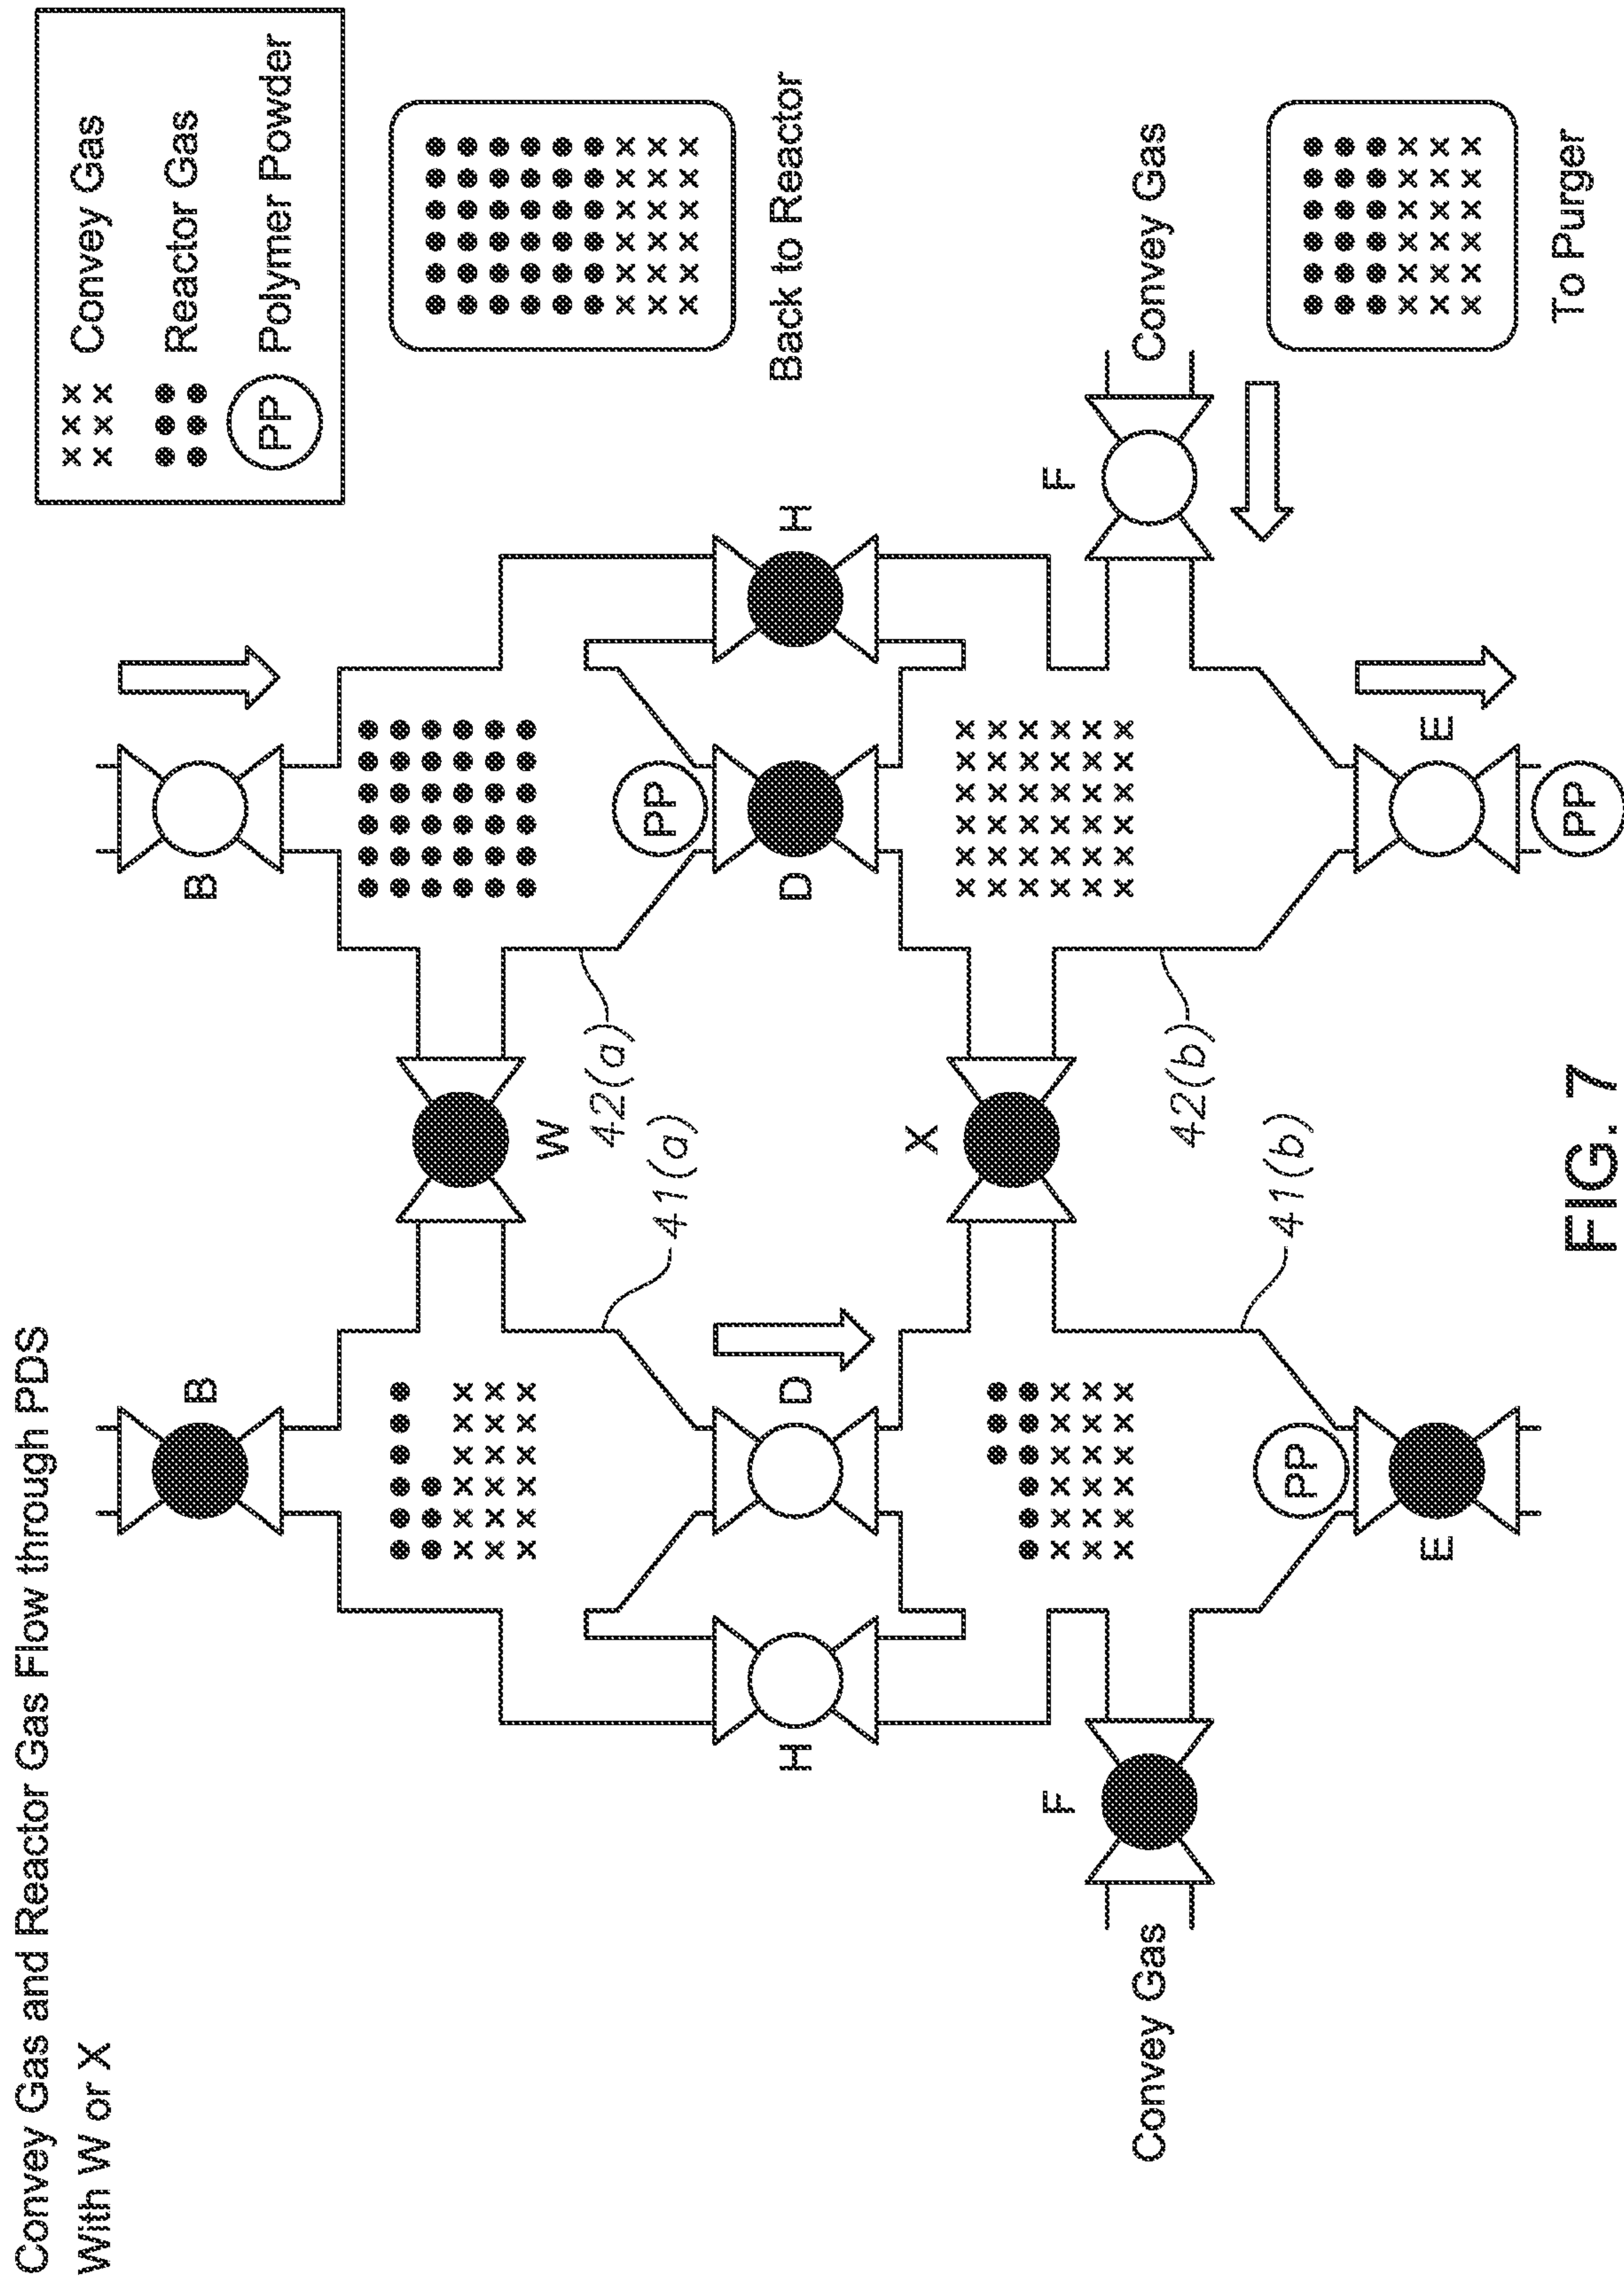 Convey Gas and Reactor Gas Flow through PDS
With W or X
Convey Gas
Reactor Gas
PP Polymer Powder
B
B
W
42(a)
41(a)
PP
H
D
D
H
Back to Reactor
X
F
F
Convey Gas
Convey Gas
42(b)
41(b)
PP
E
E
PP
To Purger
FIG. 7